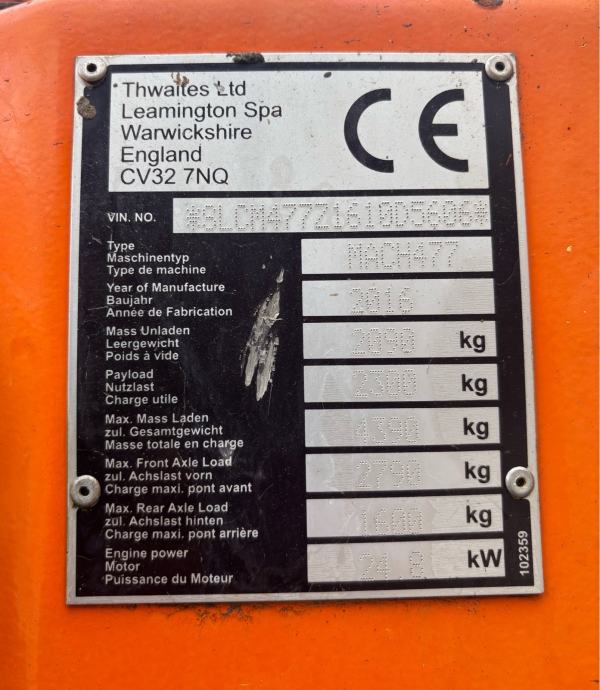 Thwaites Ltd
Leamington Spa
Warwickshire
England
CV32 7NQ
CE
VIN. NO. #SLCM477Z1610D5606#
Type
Maschinentyp
Type de machine
MACH477
Year of Manufacture
Baujahr
Année de Fabrication
2016
Mass Unladen
Leergewicht
Poids à vide
2090 kg
Payload
Nutzlast
Charge utile
2300 kg
Max. Mass Laden
zul. Gesamtgewicht
Masse totale en charge
4390 kg
Max. Front Axle Load
zul. Achslast vorn
Charge maxi. pont avant
2790 kg
Max. Rear Axle Load
zül. Achslast hinten
Charge maxi. pont arrière
1600 kg
Engine power
Motor
Puissance du Moteur
24.8 kW
102359